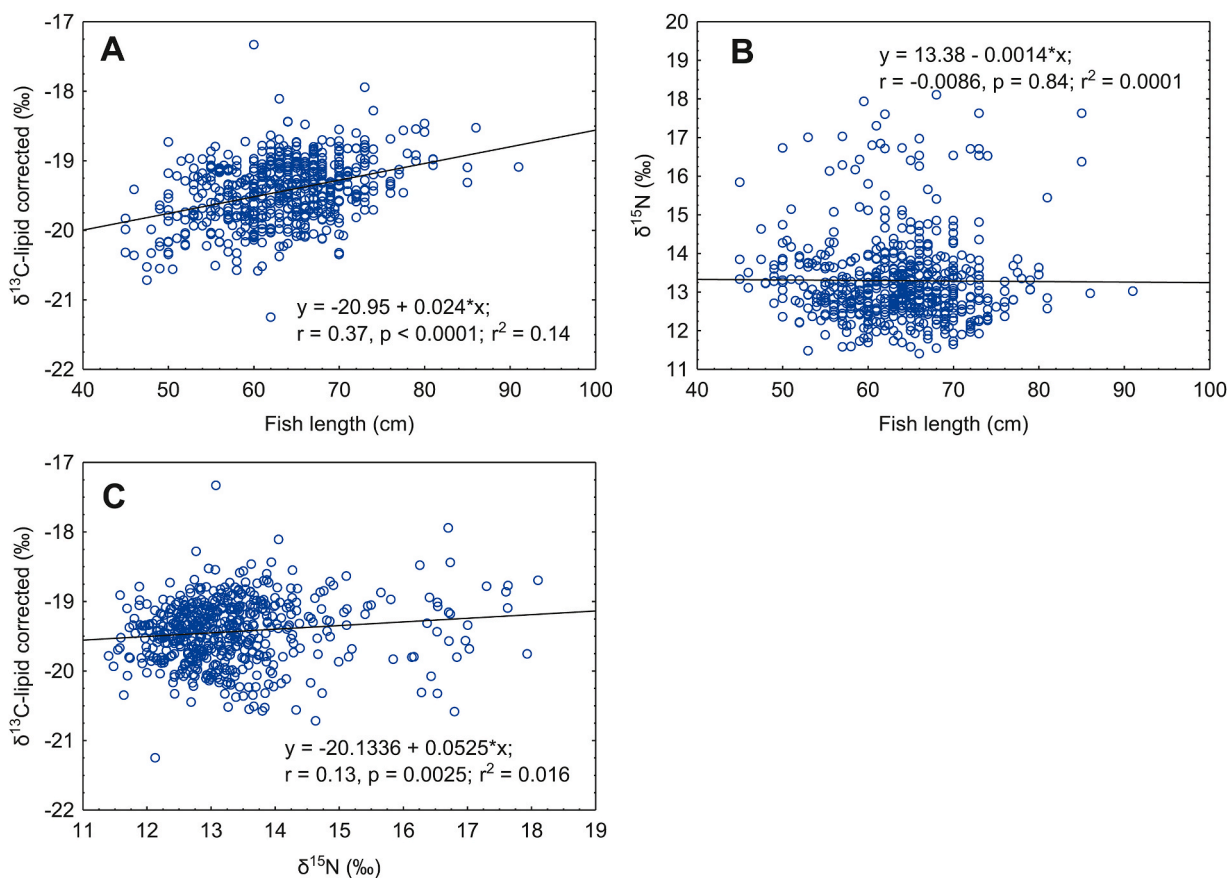 A
-17
-18
-19
-20
-21
-22
δ¹³C-lipid corrected (‰)
y = -20.95 + 0.024*x;
r = 0.37, p < 0.0001; r² = 0.14
40 50 60 70 80 90 100
Fish length (cm)
B
20
19
18
17
16
15
14
13
12
11
δ¹⁵N (‰)
y = 13.38 - 0.0014*x;
r = -0.0086, p = 0.84; r² = 0.0001
40 50 60 70 80 90 100
Fish length (cm)
C
-17
-18
-19
-20
-21
-22
δ¹³C-lipid corrected (‰)
y = -20.1336 + 0.0525*x;
r = 0.13, p = 0.0025; r² = 0.016
11 12 13 14 15 16 17 18 19
δ¹⁵N (‰)